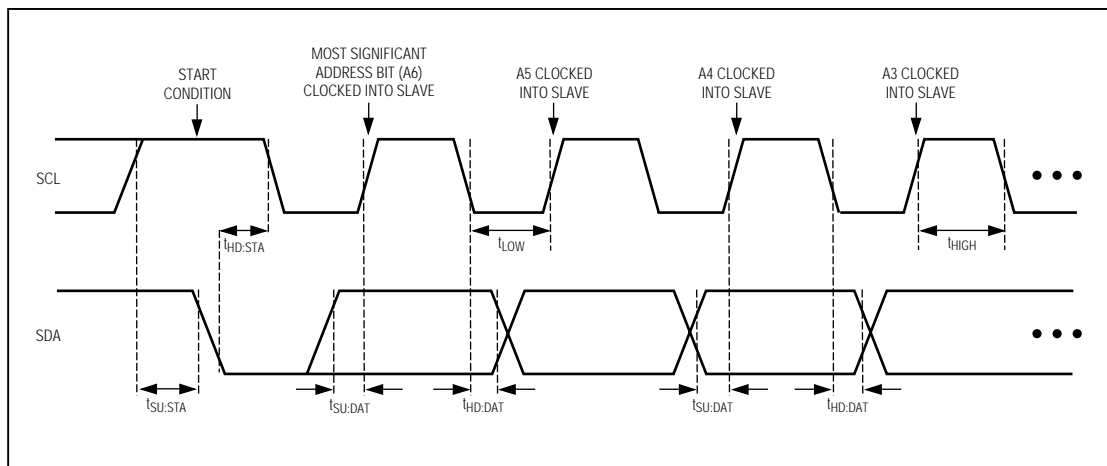 START
CONDITION
MOST SIGNIFICANT
ADDRESS BIT (A6)
CLOCKED INTO SLAVE
A5 CLOCKED
INTO SLAVE
A4 CLOCKED
INTO SLAVE
A3 CLOCKED
INTO SLAVE
SCL
tHD:STA
tLOW
tHIGH
SDA
tSU:STA
tSU:DAT
tHD:DAT
tSU:DAT
tHD:DAT